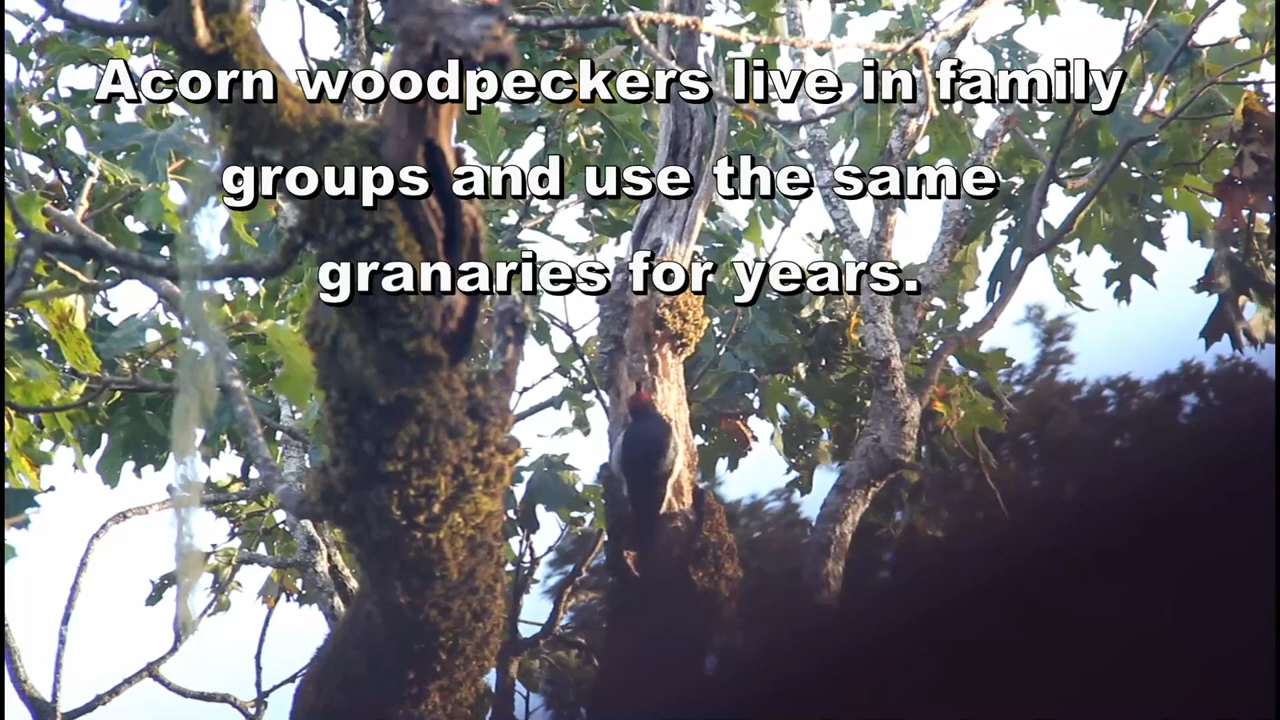 Acorn woodpeckers live in family
groups and use the same
granaries for years.